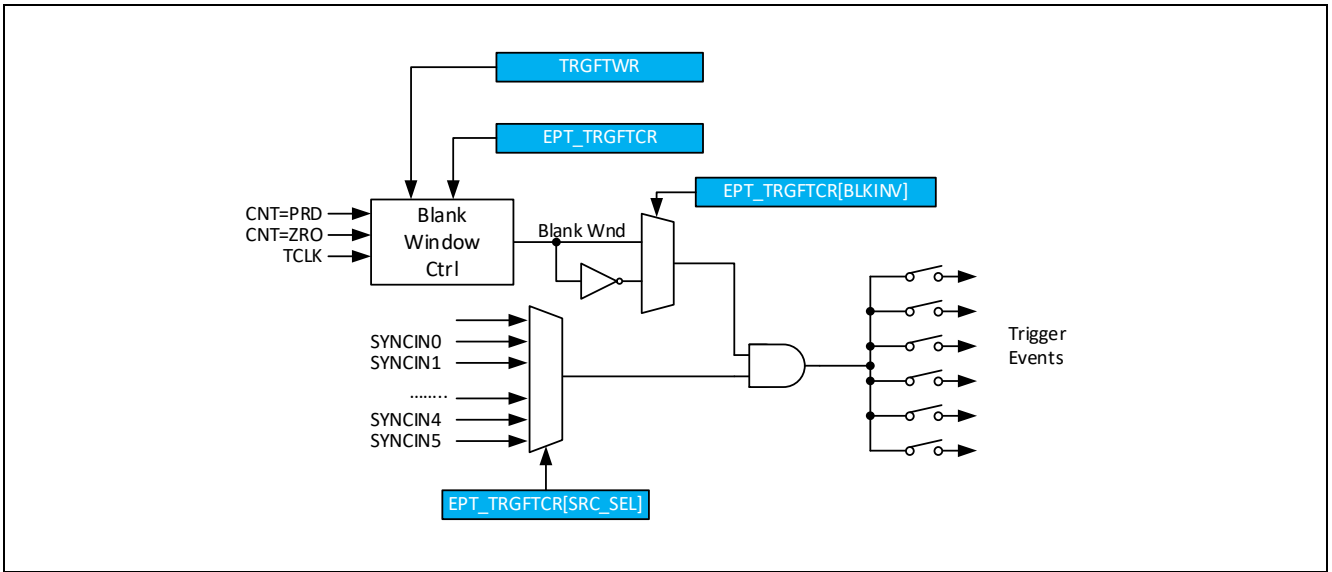 TRGFTWR
EPT_TRGFTCR
EPT_TRGFTCR[BLKINV]
CNT=PRD
CNT=ZRO
TCLK
Blank
Window
Ctrl
Blank Wnd
SYNCIN0
SYNCIN1
........
SYNCIN4
SYNCIN5
Trigger
Events
EPT_TRGFTCR[SRC_SEL]